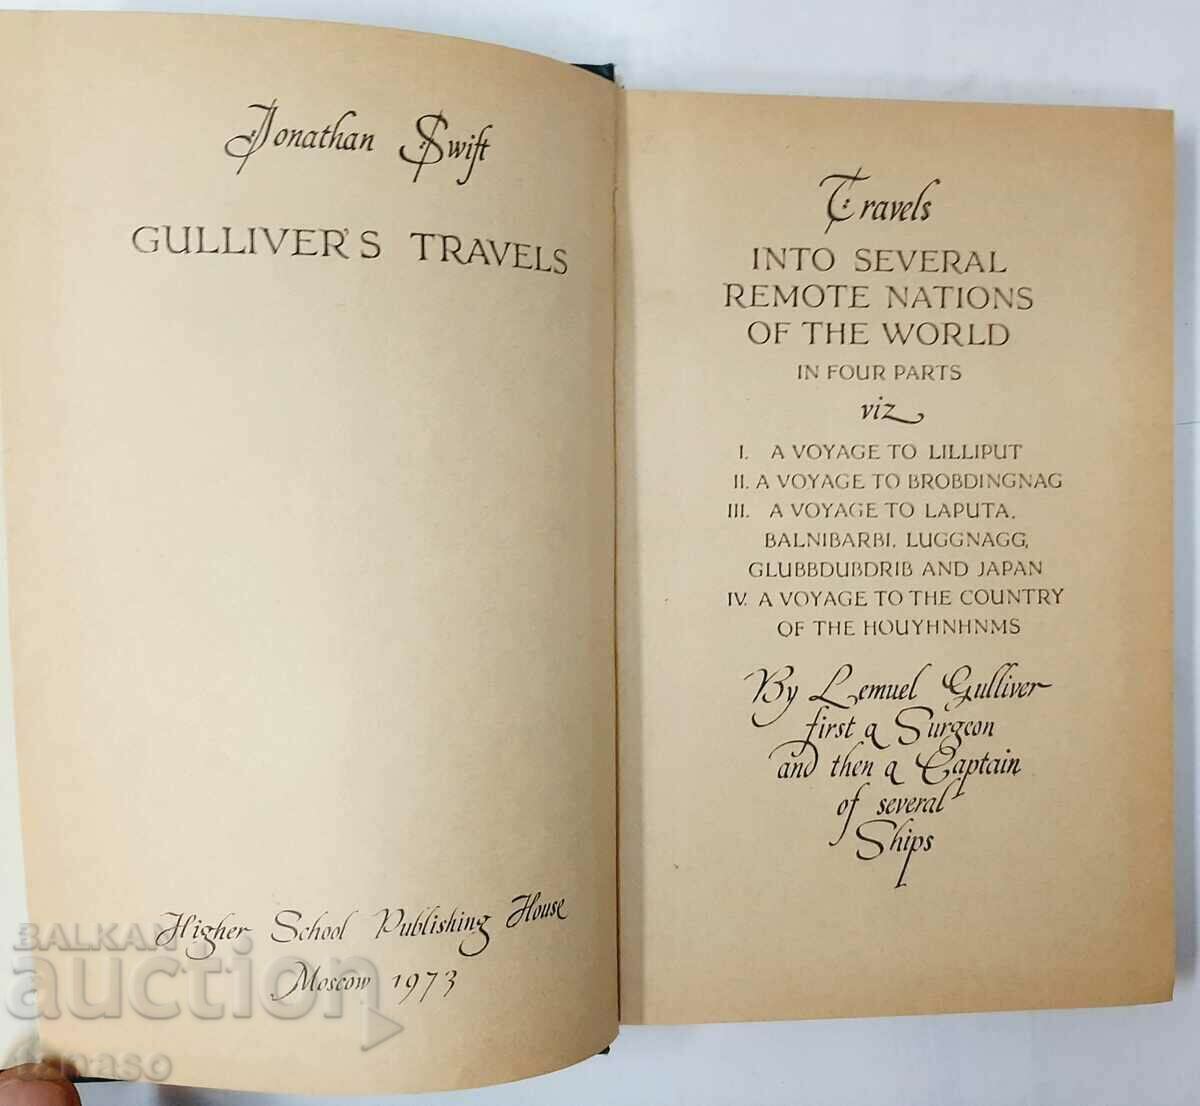 Jonathan Swift
GULLIVER'S TRAVELS
Higher School Publishing House
Moscow 1973
Travels
INTO SEVERAL
REMOTE NATIONS
OF THE WORLD
IN FOUR PARTS
viz
I. A VOYAGE TO LILLIPUT
II. A VOYAGE TO BROBDINGNAG
III. A VOYAGE TO LAPUTA,
BALNIBARBI, LUGGNAGG,
GLUBBDUBDRIB AND JAPAN
IV. A VOYAGE TO THE COUNTRY
OF THE HOUYHNHNMS
By Lemuel Gulliver
first a Surgeon
and then a Captain
of several
Ships
BALKAN
auction